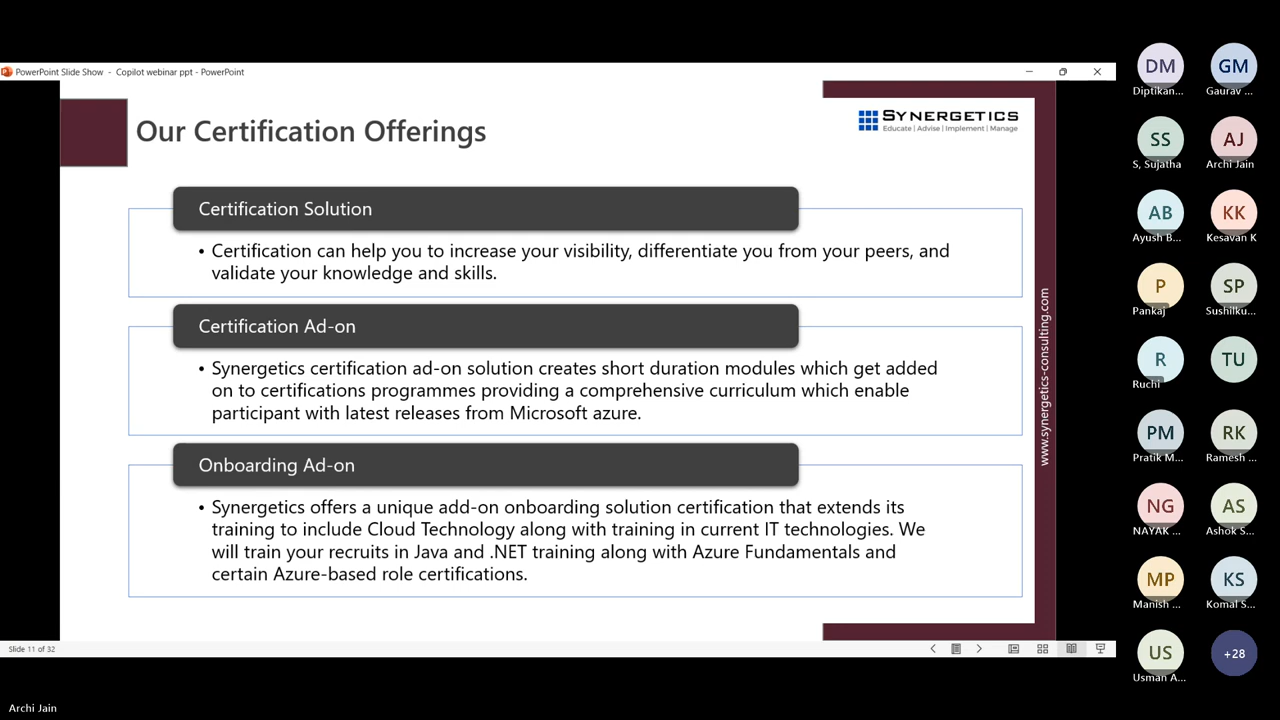 PowerPoint Slide Show - Copilot webinar ppt - PowerPoint
Our Certification Offerings
SYNERGETICS
Educate | Advise | Implement | Manage
Certification Solution
• Certification can help you to increase your visibility, differentiate you from your peers, and
validate your knowledge and skills.
Certification Ad-on
• Synergetics certification ad-on solution creates short duration modules which get added
on to certifications programmes providing a comprehensive curriculum which enable
participant with latest releases from Microsoft azure.
Onboarding Ad-on
• Synergetics offers a unique add-on onboarding solution certification that extends its
training to include Cloud Technology along with training in current IT technologies. We
will train your recruits in Java and .NET training along with Azure Fundamentals and
certain Azure-based role certifications.
www.synergetics-consulting.com
Slide 11 of 32
DM
Diptikan...
GM
Gaurav ...
SS
S, Sujatha
AJ
Archi Jain
AB
Ayush B...
KK
Kesavan K
P
Pankaj
SP
Sushilku...
R
Ruchi
TU
PM
Pratik M...
RK
Ramesh ...
NG
NAYAK ...
AS
Ashok S...
MP
Manish ...
KS
Komal S...
US
Usman A...
+28
Archi Jain